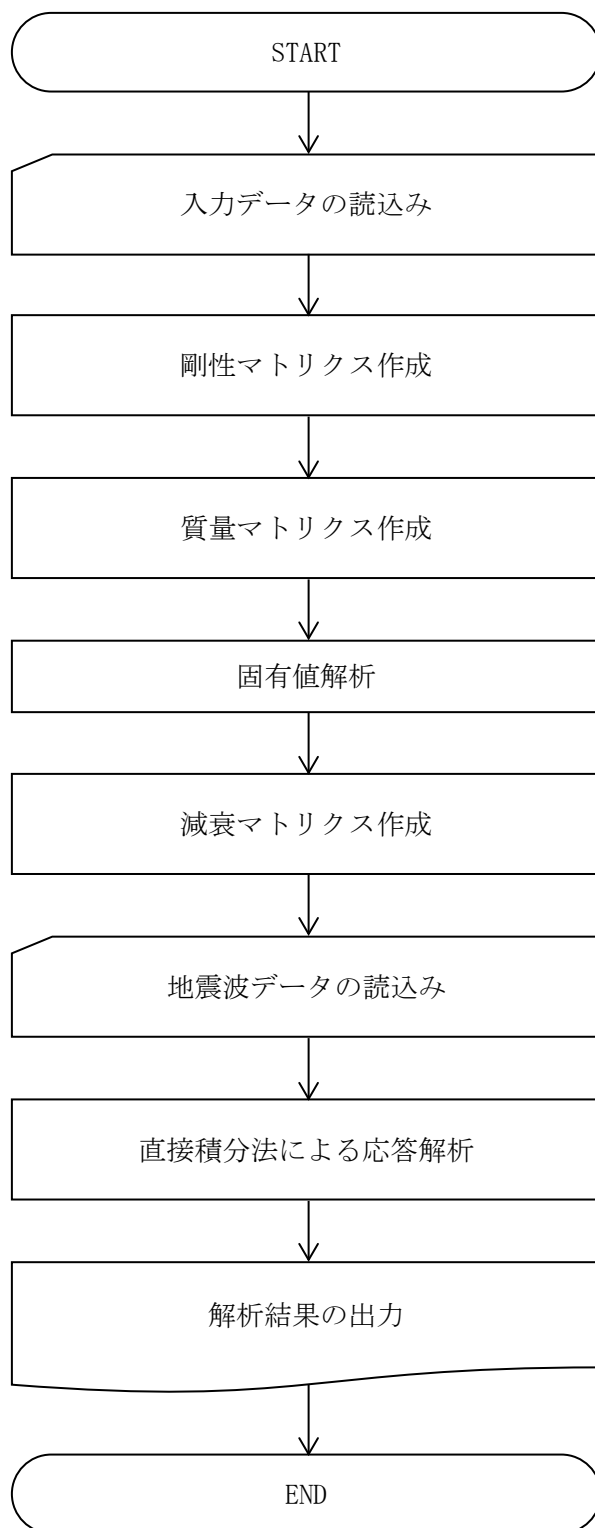 START
入力データの読込み
剛性マトリクス作成
質量マトリクス作成
固有値解析
減衰マトリクス作成
地震波データの読込み
直接積分法による応答解析
解析結果の出力
END